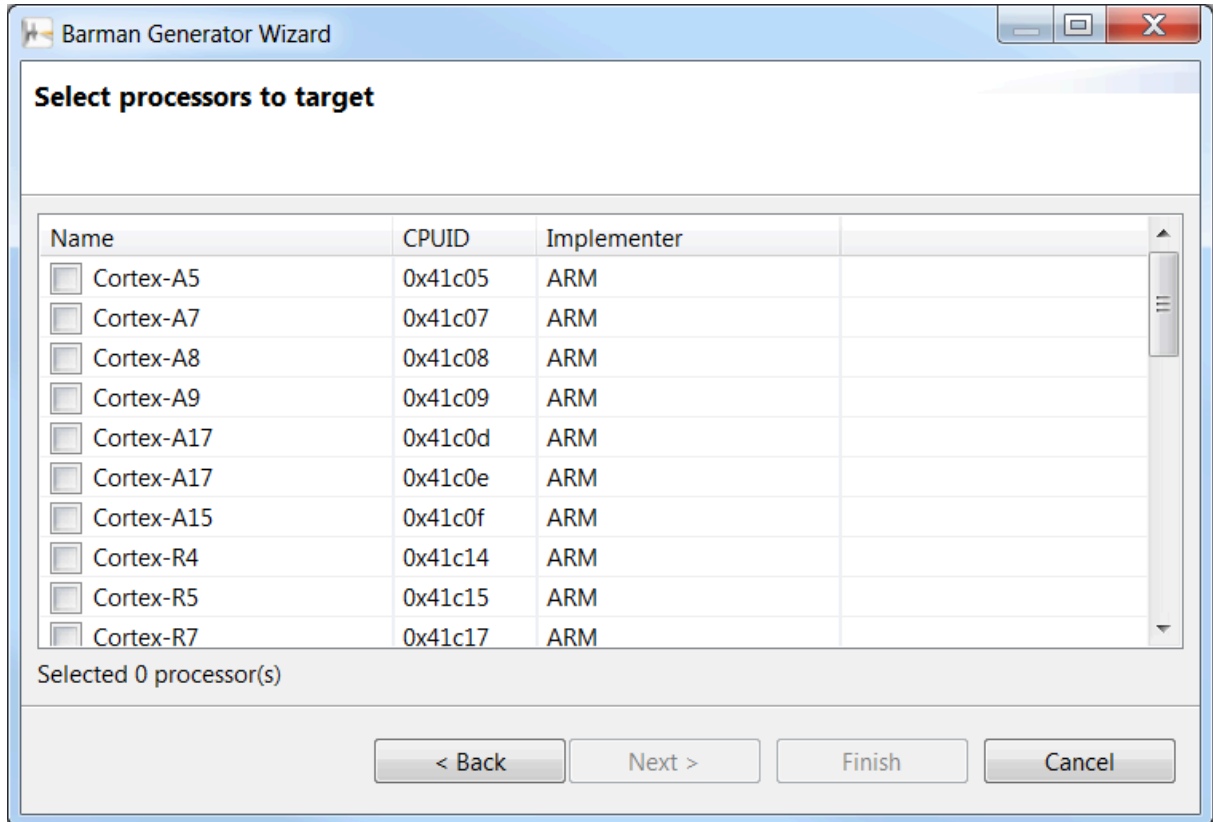 Barman Generator Wizard
Select processors to target
Name CPUID Implementer
Cortex-A5 0x41c05 ARM
Cortex-A7 0x41c07 ARM
Cortex-A8 0x41c08 ARM
Cortex-A9 0x41c09 ARM
Cortex-A17 0x41c0d ARM
Cortex-A17 0x41c0e ARM
Cortex-A15 0x41c0f ARM
Cortex-R4 0x41c14 ARM
Cortex-R5 0x41c15 ARM
Cortex-R7 0x41c17 ARM
Selected 0 processor(s)
< Back Next > Finish Cancel